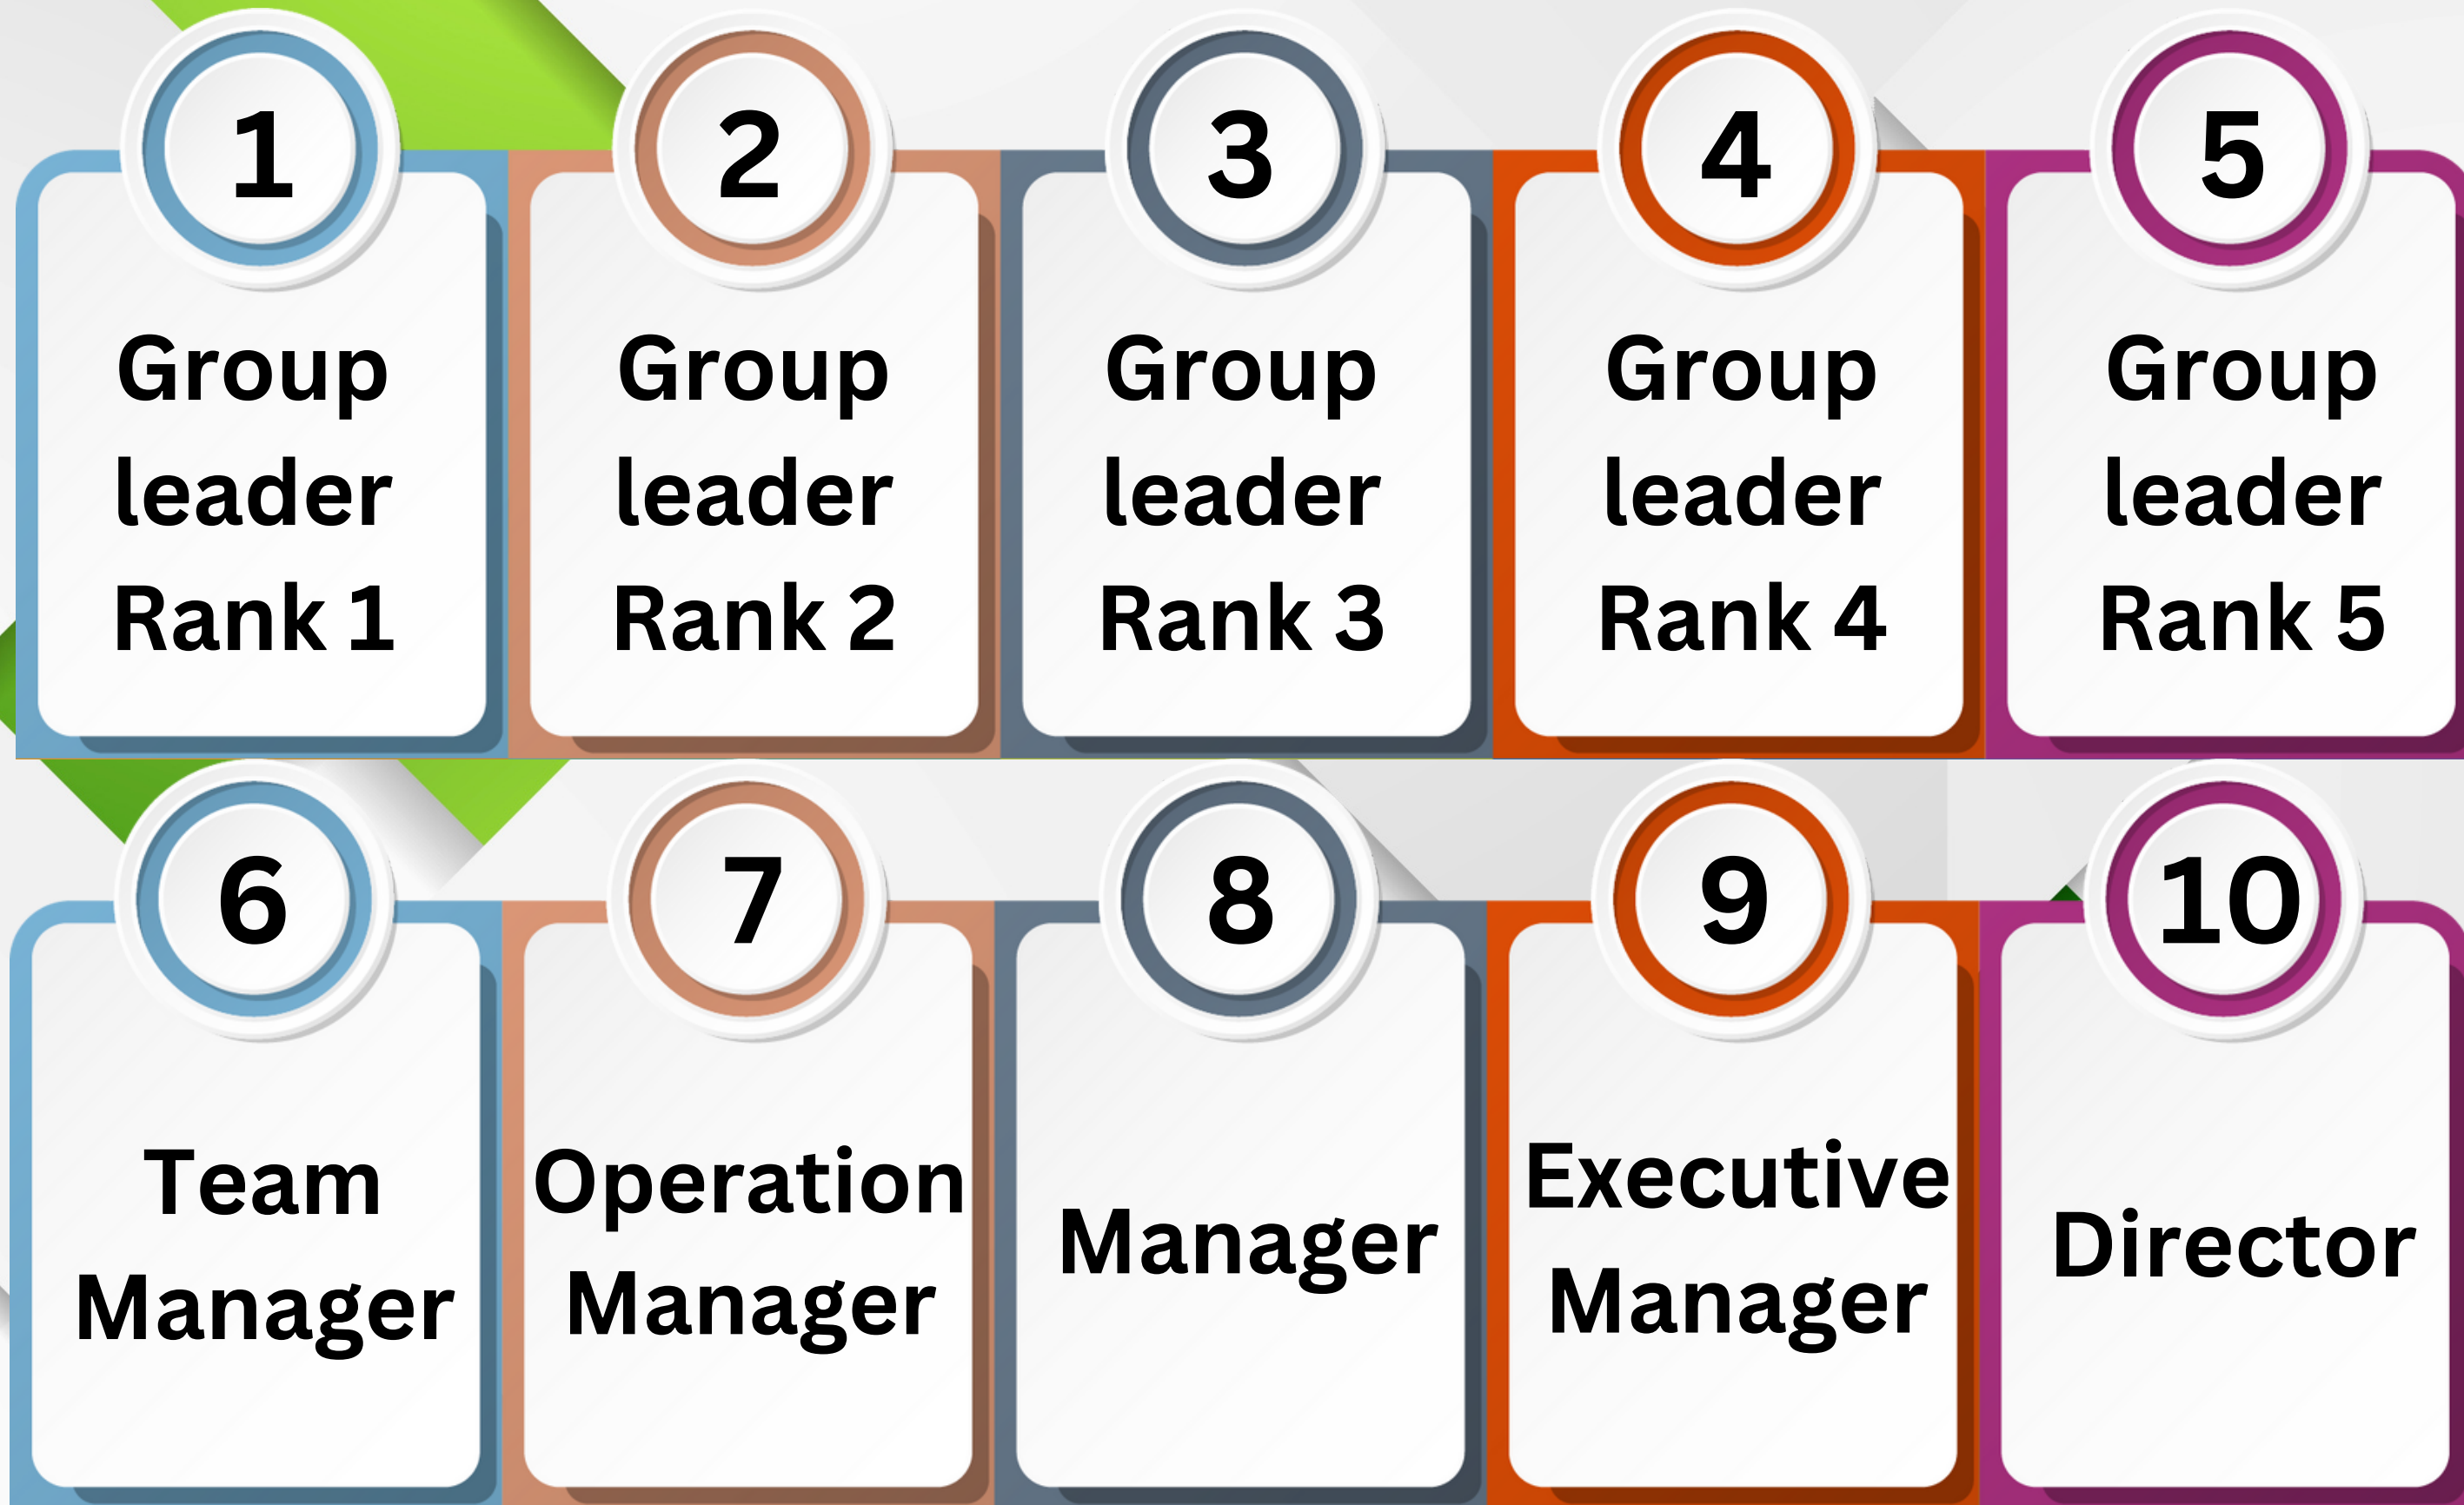 1
Group
leader
Rank 1
2
Group
leader
Rank 2
3
Group
leader
Rank 3
4
Group
leader
Rank 4
5
Group
leader
Rank 5
6
Team
Manager
7
Operation
Manager
8
Manager
9
Executive
Manager
10
Director